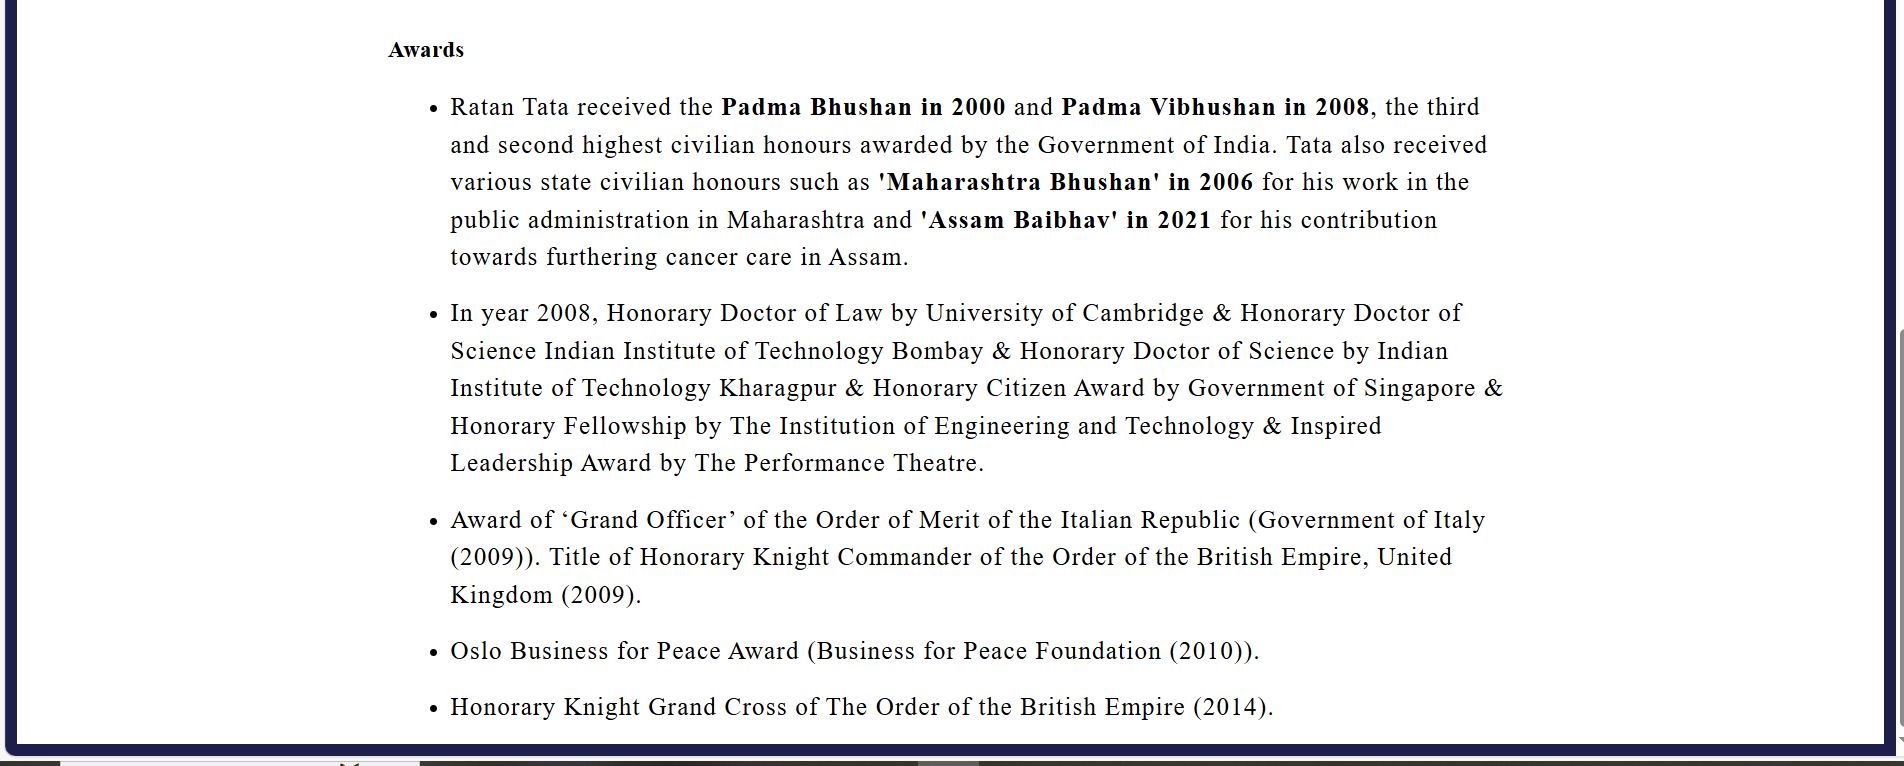 Awards
Ratan Tata received the Padma Bhushan in 2000 and Padma Vibhushan in 2008, the third
and second highest civilian honours awarded by the Government of India. Tata also received
various state civilian honours such as 'Maharashtra Bhushan' in 2006 for his work in the
public administration in Maharashtra and 'Assam Baibhav' in 2021 for his contribution
towards furthering cancer care in Assam.
In year 2008, Honorary Doctor of Law by University of Cambridge & Honorary Doctor of
Science Indian Institute of Technology Bombay & Honorary Doctor of Science by Indian
Institute of Technology Kharagpur & Honorary Citizen Award by Government of Singapore &
Honorary Fellowship by The Institution of Engineering and Technology & Inspired
Leadership Award by The Performance Theatre.
Award of ‘Grand Officer’ of the Order of Merit of the Italian Republic (Government of Italy
(2009)). Title of Honorary Knight Commander of the Order of the British Empire, United
Kingdom (2009).
Oslo Business for Peace Award (Business for Peace Foundation (2010)).
Honorary Knight Grand Cross of The Order of the British Empire (2014).